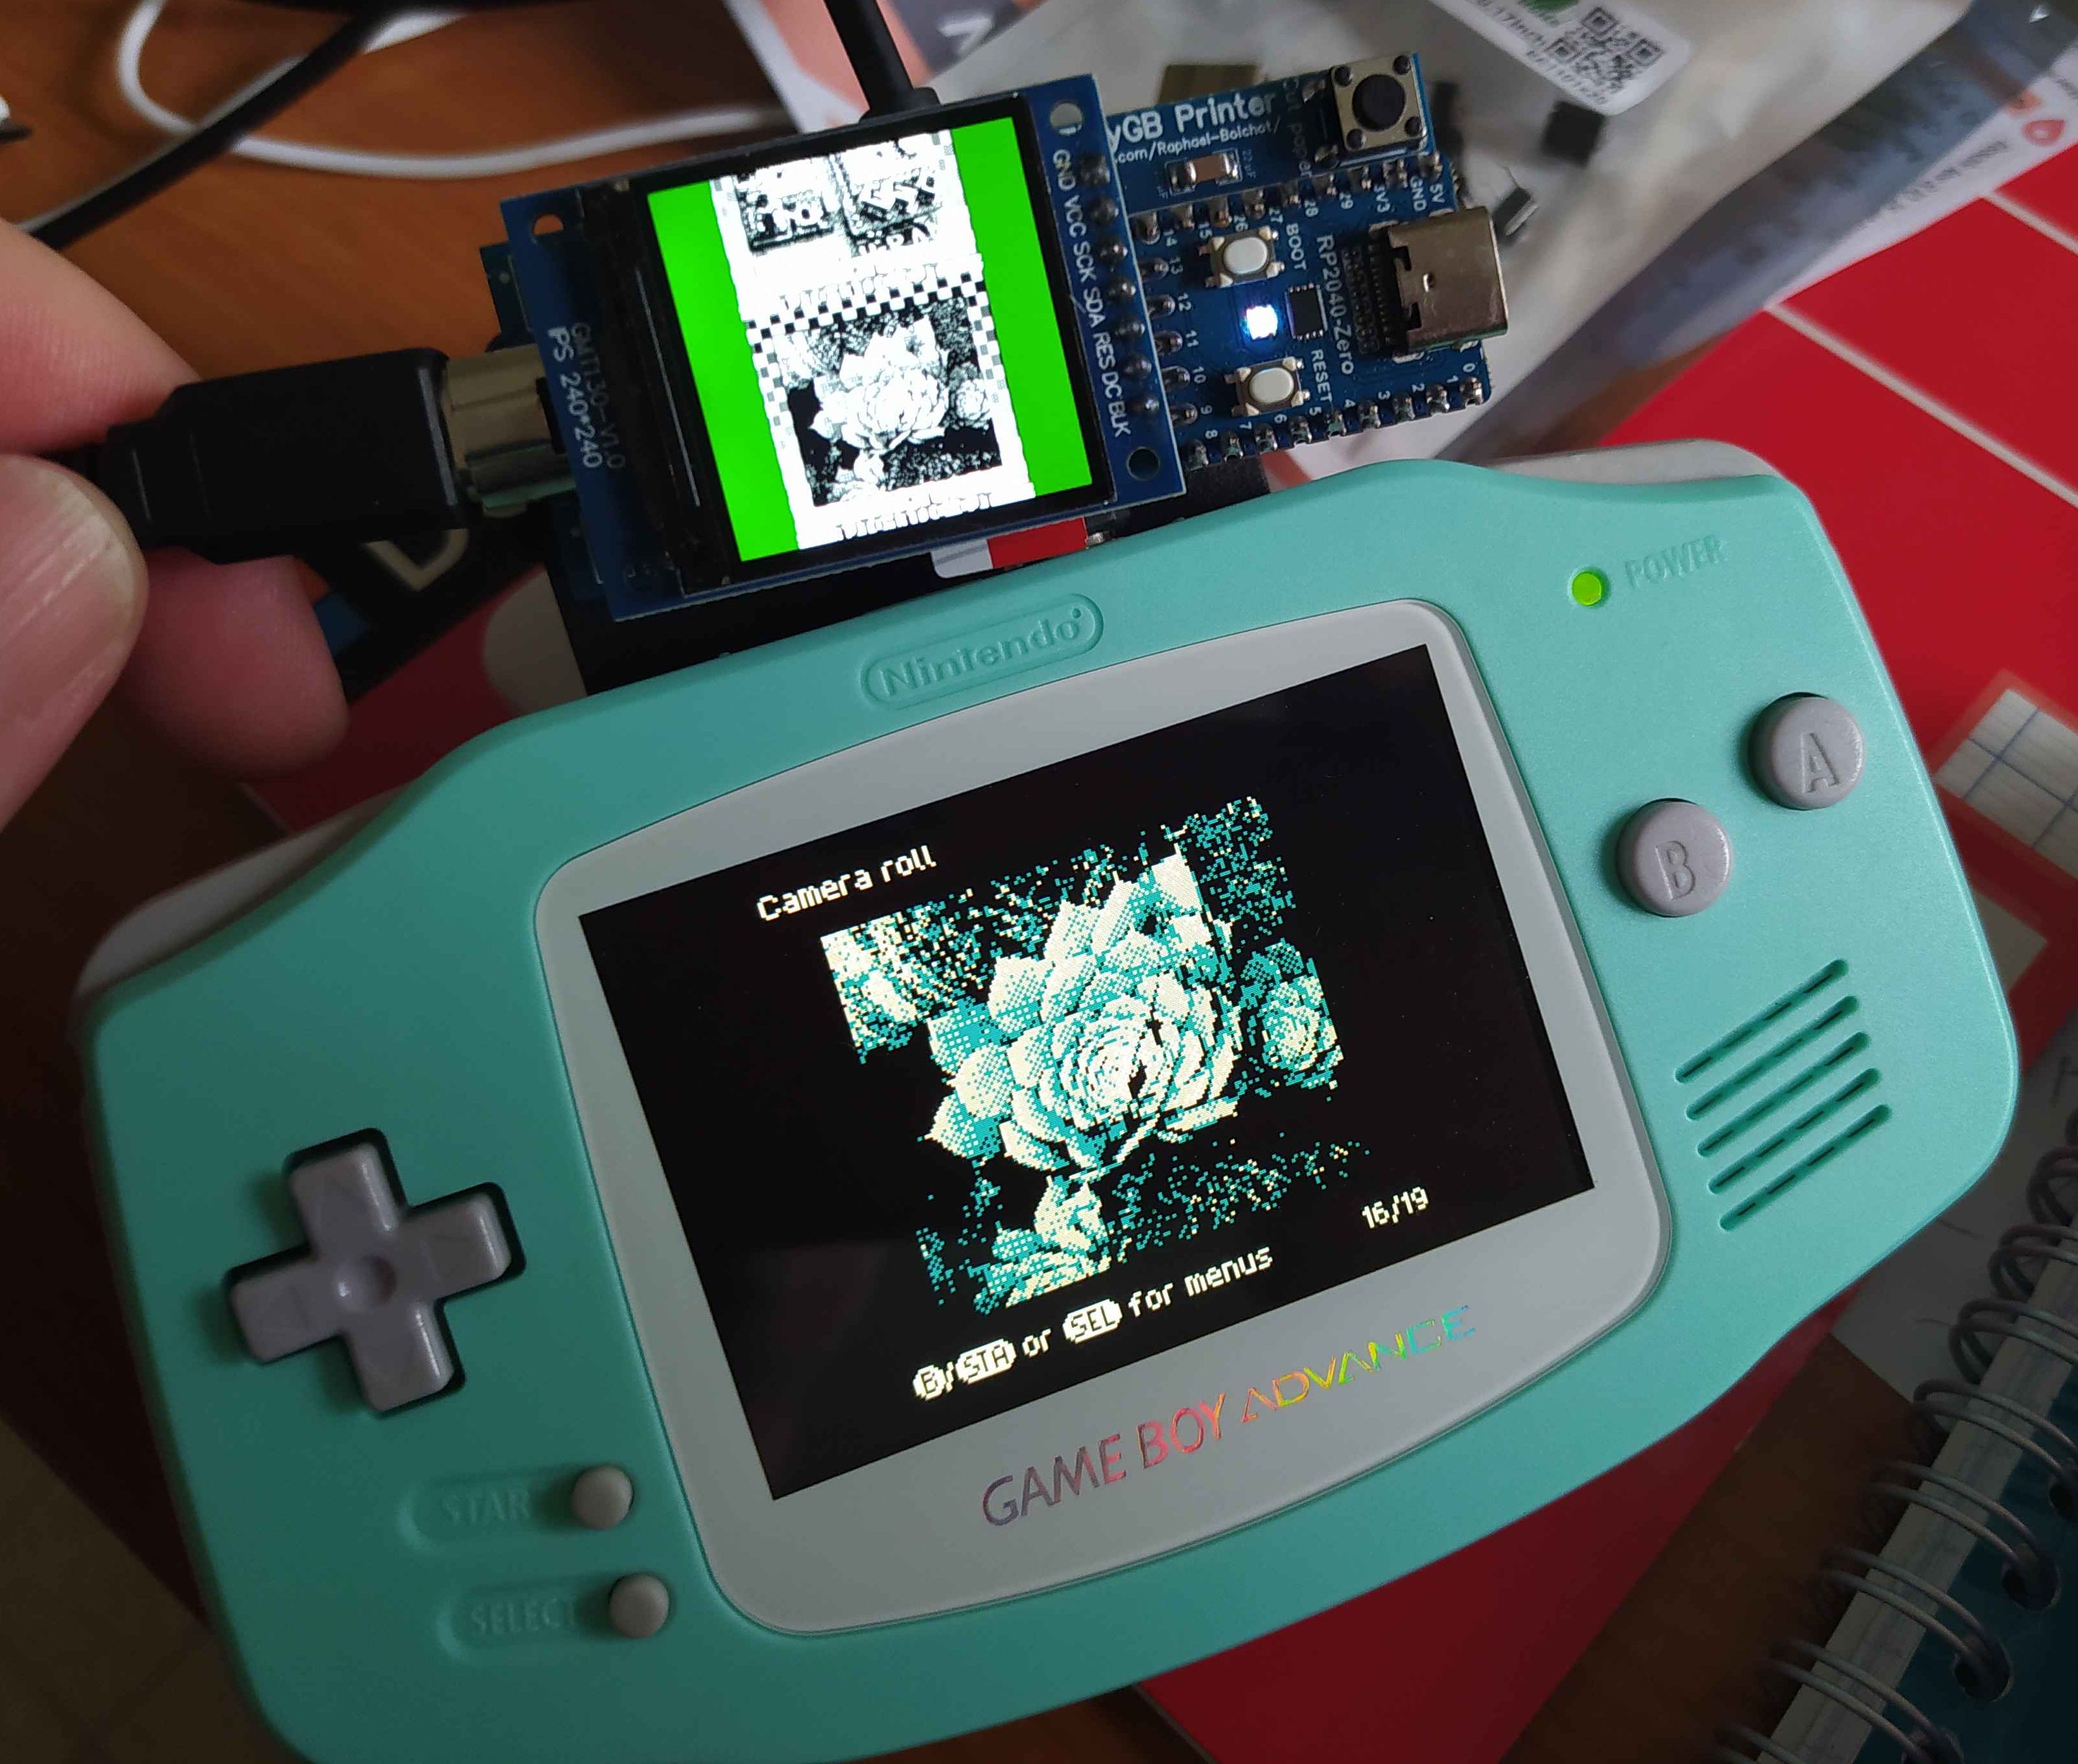 yGB Printer
.com/Raphael-Boichot/
GND VCC SCK SDA RES DC BLK
GMT130-V1.0
IPS 240*240
5V
GND
3V3
29
28
27
26
15
14
13
12
11
10
9
8
7
6
5
4
3
2
1
0
BOOT
RP2040-Zero
RESET
Nintendo
POWER
A
B
Camera roll
16/19
B/STA or SEL for menus
GAME BOY ADVANCE
STAR
SELECT